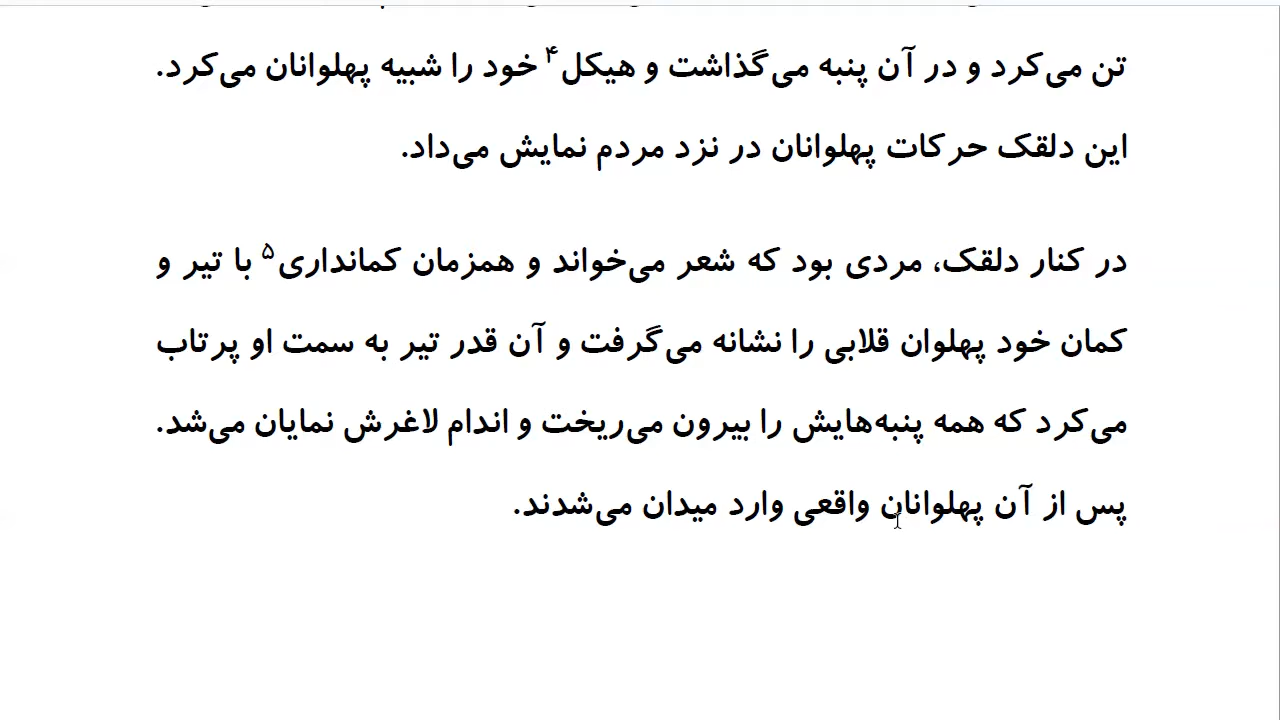 تن می‌کرد و در آن پنبه می‌گذاشت و هیکل۴ خود را شبیه پهلوانان می‌کرد.
این دلقک حرکات پهلوانان در نزد مردم نمایش می‌داد.
در کنار دلقک، مردی بود که شعر می‌خواند و همزمان کمانداری۵ با تیر و
کمان خود پهلوان قلابی را نشانه می‌گرفت و آن قدر تیر به سمت او پرتاب
می‌کرد که همه پنبه‌هایش را بیرون می‌ریخت و اندام لاغرش نمایان می‌شد.
پس از آن پهلوانان واقعی وارد میدان می‌شدند.